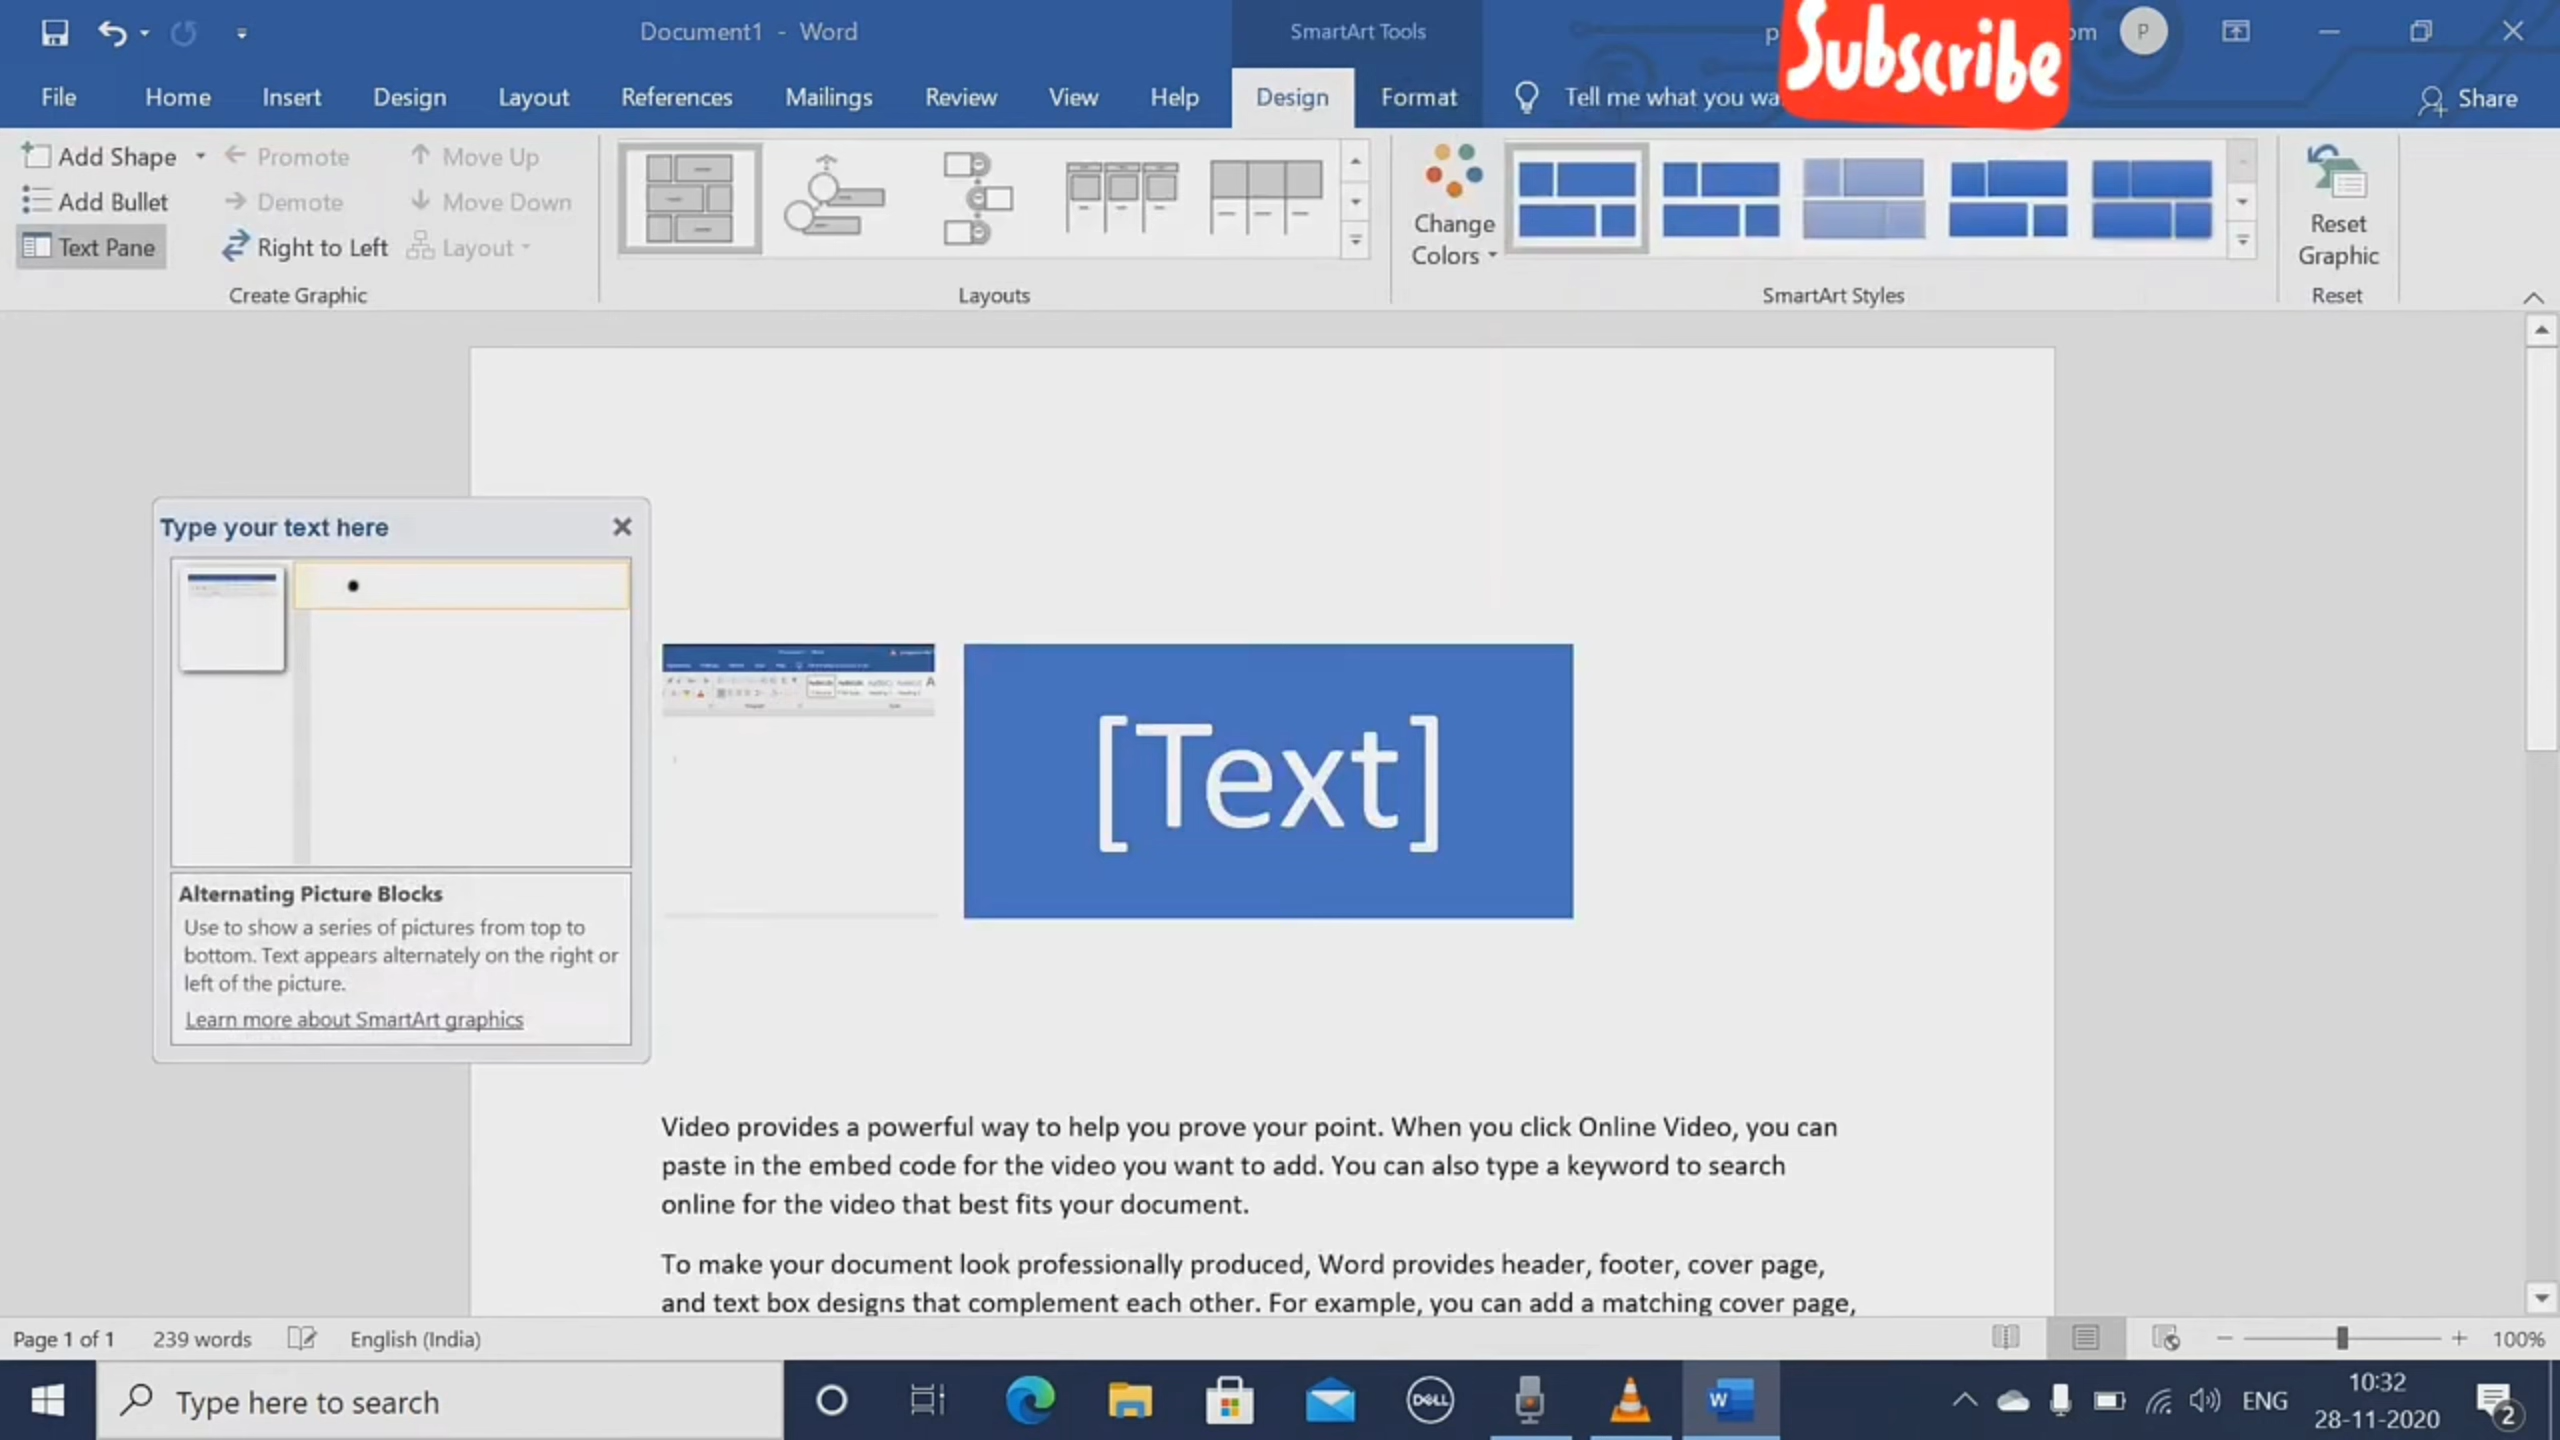 Document1 - Word
SmartArt Tools
Subscribe
om
P
File Home Insert Design Layout References Mailings Review View Help Design Format Tell me what you wa
Share
Add Shape Promote Move Up
Add Bullet Demote Move Down
Text Pane Right to Left Layout
Change
Colors
Reset
Graphic
Create Graphic Layouts SmartArt Styles Reset
Type your text here
[Text]
Alternating Picture Blocks
Use to show a series of pictures from top to
bottom. Text appears alternately on the right or
left of the picture.
Learn more about SmartArt graphics
Video provides a powerful way to help you prove your point. When you click Online Video, you can
paste in the embed code for the video you want to add. You can also type a keyword to search
online for the video that best fits your document.
To make your document look professionally produced, Word provides header, footer, cover page,
and text box designs that complement each other. For example, you can add a matching cover page,
Page 1 of 1 239 words English (India) 100%
Type here to search
DELL
W
ENG
10:32
28-11-2020
2